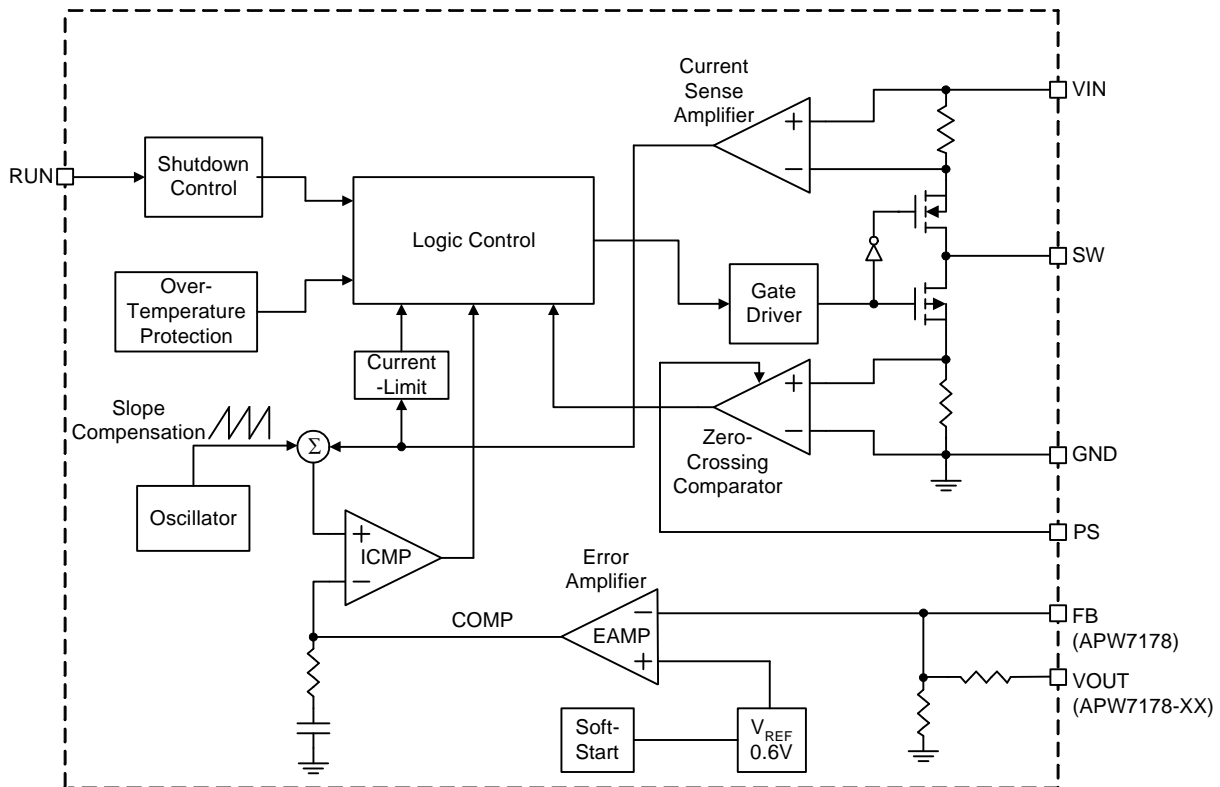 Current
Sense
Amplifier
VIN
RUN
Shutdown
Control
Logic Control
SW
Over-
Temperature
Protection
Gate
Driver
Current
-Limit
Slope
Compensation
Σ
Zero-
Crossing
Comparator
GND
Oscillator
PS
ICMP
Error
Amplifier
COMP
EAMP
FB
(APW7178)
VOUT
(APW7178-XX)
Soft-
Start
VREF
0.6V